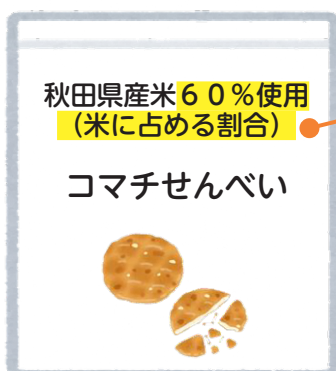 秋田県産米６０％使用
（米に占める割合）
コマチせんべい